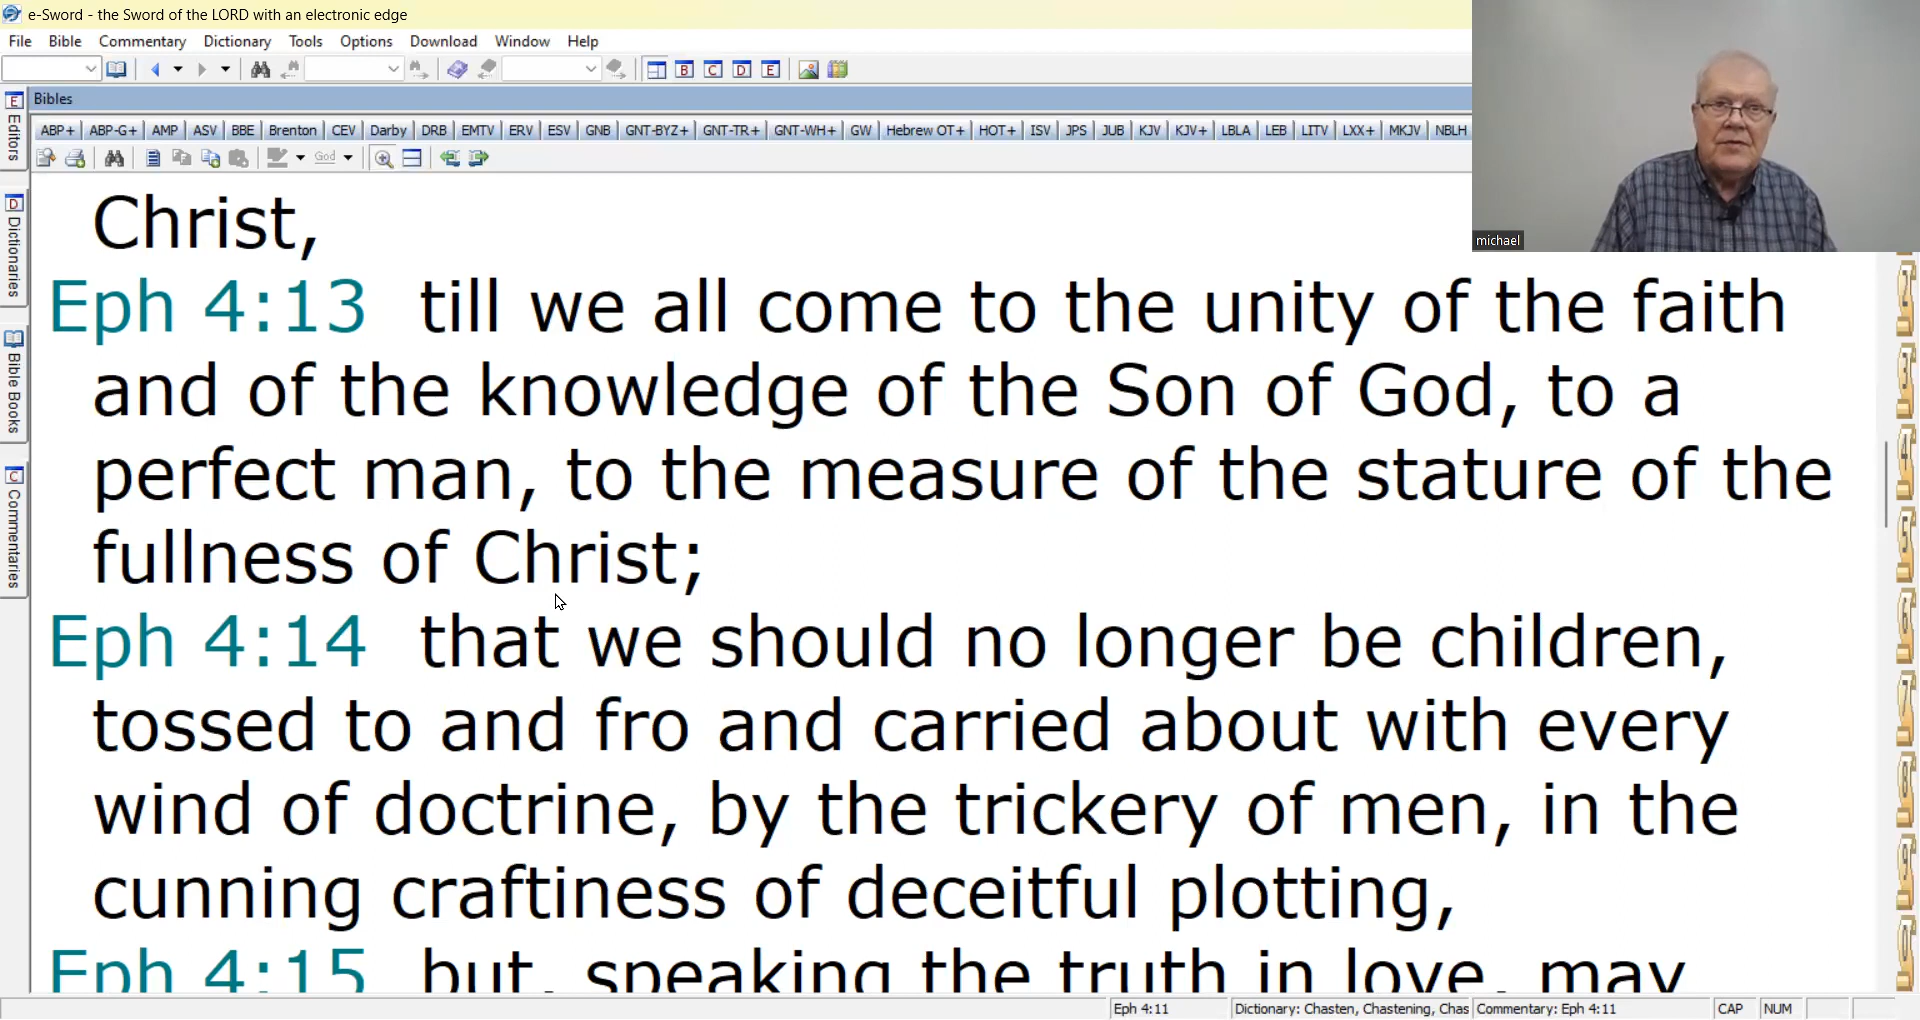 e-Sword - the Sword of the LORD with an electronic edge
File Bible Commentary Dictionary Tools Options Download Window Help
B C D E
E Editors
D Dictionaries
Bible Books
C Commentaries
Bibles
ABP+ ABP-G+ AMP ASV BBE Brenton CEV Darby DRB EMTV ERV ESV GNB GNT-BYZ+ GNT-TR+ GNT-WH+ GW Hebrew OT+ HOT+ ISV JPS JUB KJV KJV+ LBLA LEB LITV LXX+ MKJV NBLH
God
michael
Christ,
Eph 4:13 till we all come to the unity of the faith
and of the knowledge of the Son of God, to a
perfect man, to the measure of the stature of the
fullness of Christ;
Eph 4:14 that we should no longer be children,
tossed to and fro and carried about with every
wind of doctrine, by the trickery of men, in the
cunning craftiness of deceitful plotting,
Eph 4:15 but, speaking the truth in love, may
Eph 4:11
Dictionary: Chasten, Chastening, Chas
Commentary: Eph 4:11
CAP
NUM